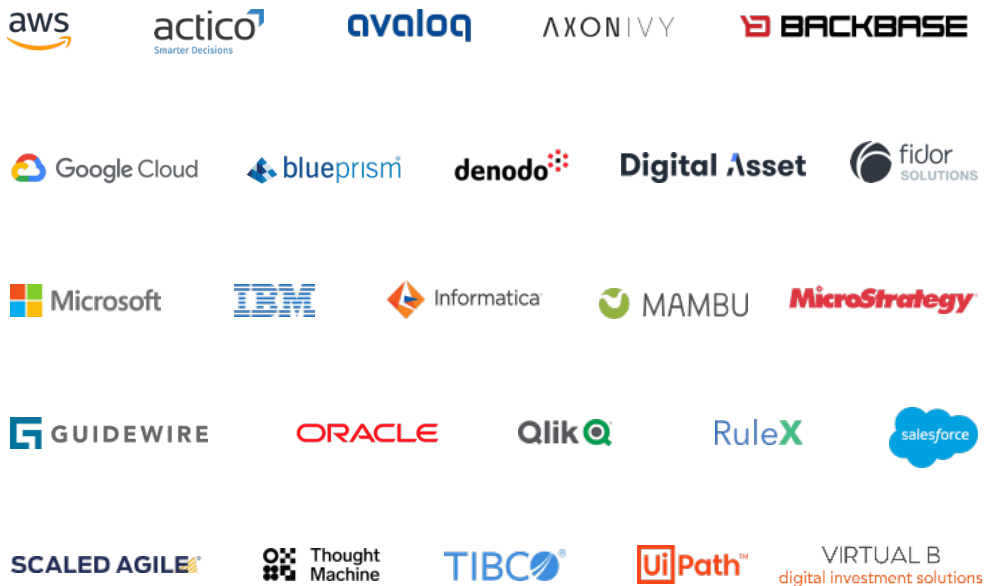 aws
actico
Smarter Decisions
avaloq
AXONIVY
BACKBASE
Google Cloud
blueprism®
denodo
Digital Asset
fidor
SOLUTIONS
Microsoft
IBM
Informatica
MAMBU
MicroStrategy
GUIDEWIRE
ORACLE
Qlik
RuleX
salesforce
SCALED AGILE®
Thought
Machine
TIBCO®
UiPath™
VIRTUAL B
digital investment solutions